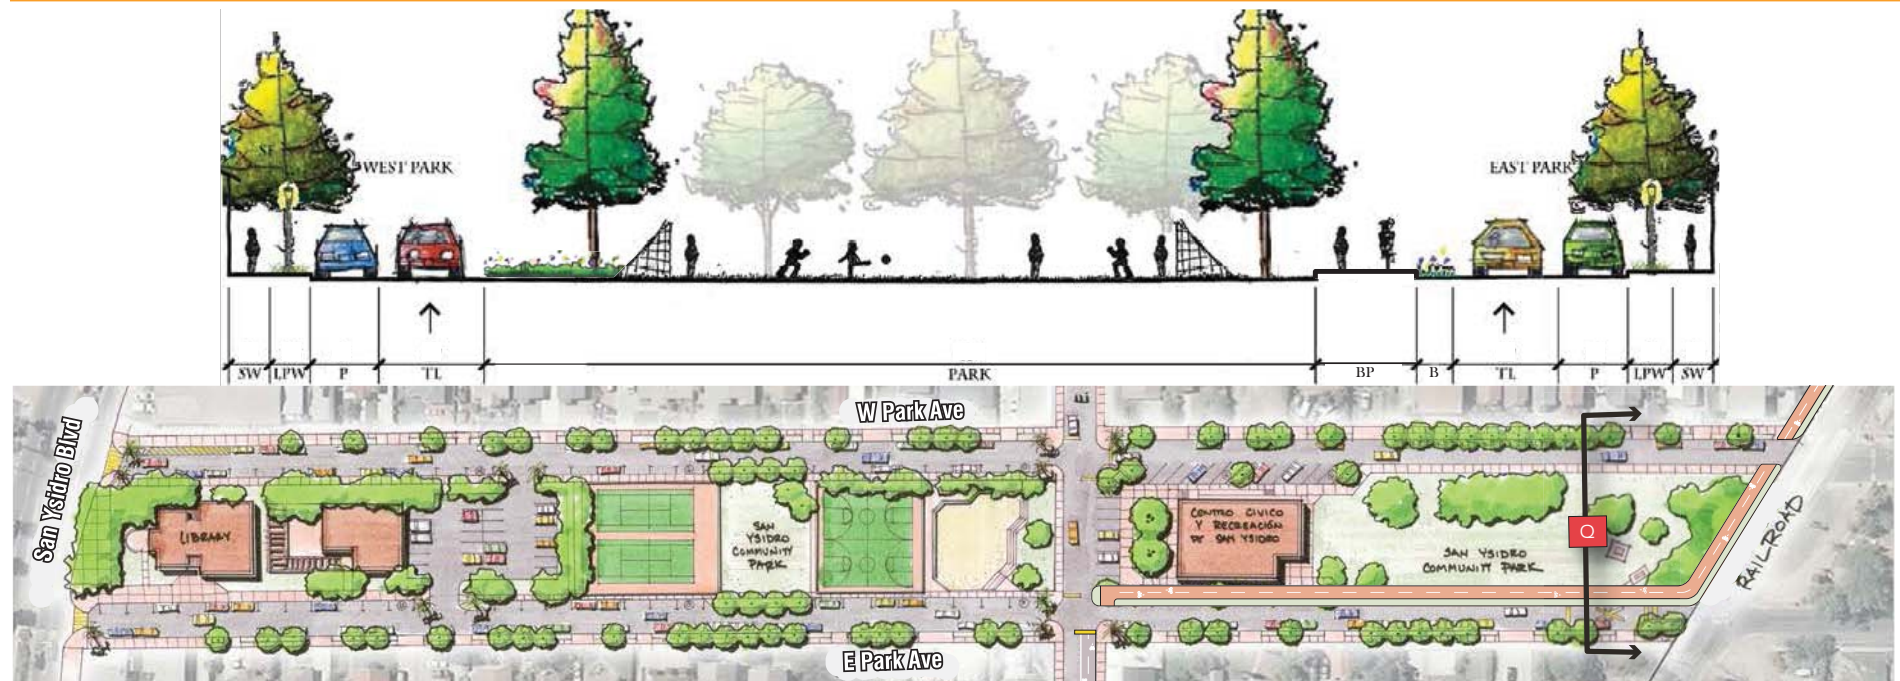 WEST PARK
EAST PARK
SW LPW P TL PARK BP B TL P LPW SW
W Park Ave
San Ysidro Blvd
LIBRARY
SAN
YSIDRO
COMMUNITY
PARK
CENTRO CIVICO
Y RECREACIÓN
DE SAN YSIDRO
Q
SAN YSIDRO
COMMUNITY PARK
RAILROAD
E Park Ave